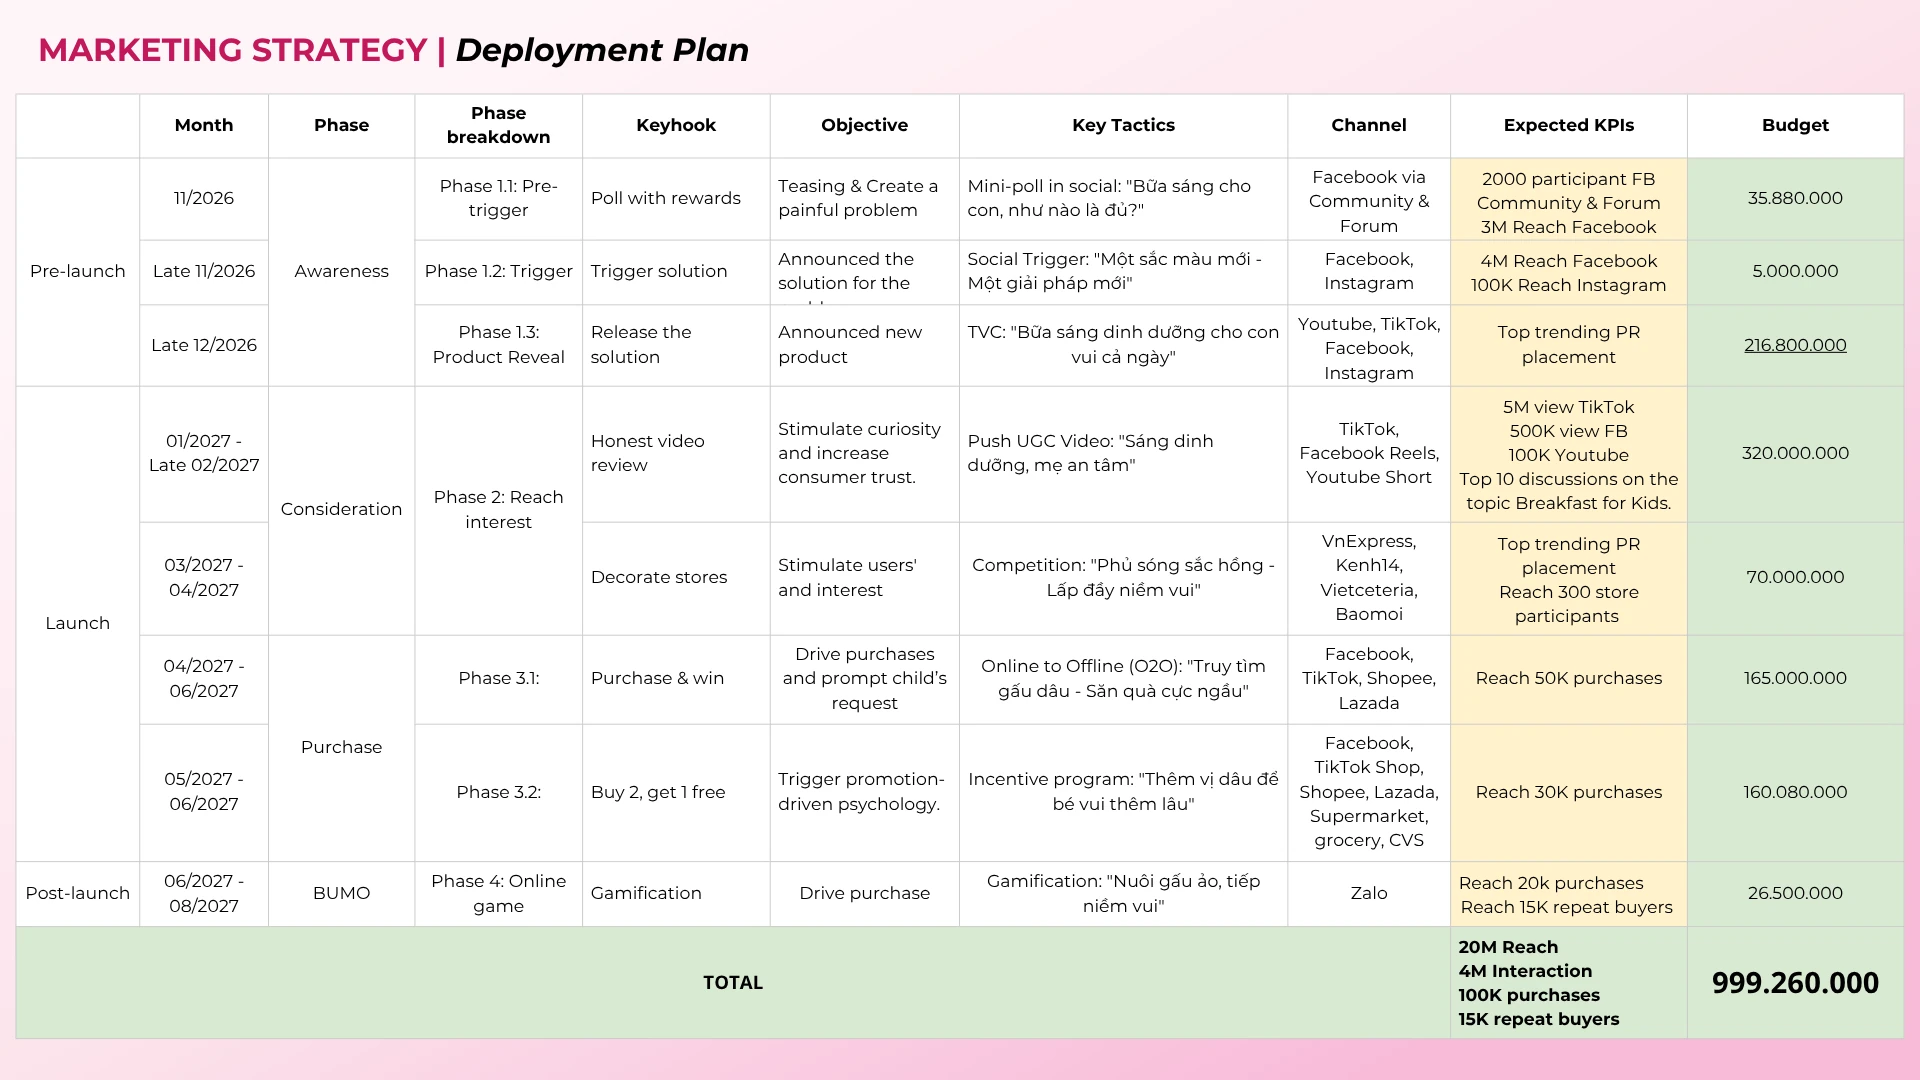 MARKETING STRATEGY | Deployment Plan
Month
Phase
Phase
breakdown
Keyhook
Objective
Key Tactics
Channel
Expected KPIs
Budget
Pre-launch
11/2026
Awareness
Phase 1.1: Pre-
trigger
Poll with rewards
Teasing & Create a
painful problem
Mini-poll in social: "Bữa sáng cho
con, như nào là đủ?"
Facebook via
Community &
Forum
2000 participant FB
Community & Forum
3M Reach Facebook
35.880.000
Late 11/2026
Phase 1.2: Trigger
Trigger solution
Announced the
solution for the
Social Trigger: "Một sắc màu mới -
Một giải pháp mới"
Facebook,
Instagram
4M Reach Facebook
100K Reach Instagram
5.000.000
Late 12/2026
Phase 1.3:
Product Reveal
Release the
solution
Announced new
product
TVC: "Bữa sáng dinh dưỡng cho con
vui cả ngày"
Youtube, TikTok,
Facebook,
Instagram
Top trending PR
placement
216.800.000
Launch
01/2027 -
Late 02/2027
Consideration
Phase 2: Reach
interest
Honest video
review
Stimulate curiosity
and increase
consumer trust.
Push UGC Video: "Sáng dinh
dưỡng, mẹ an tâm"
TikTok,
Facebook Reels,
Youtube Short
5M view TikTok
500K view FB
100K Youtube
Top 10 discussions on the
topic Breakfast for Kids.
320.000.000
03/2027 -
04/2027
Decorate stores
Stimulate users'
and interest
Competition: "Phủ sóng sắc hồng -
Lấp đầy niềm vui"
VnExpress,
Kenh14,
Vietceteria,
Baomoi
Top trending PR
placement
Reach 300 store
participants
70.000.000
04/2027 -
06/2027
Purchase
Phase 3.1:
Purchase & win
Drive purchases
and prompt child’s
request
Online to Offline (O2O): "Truy tìm
gấu dâu - Săn quà cực ngầu"
Facebook,
TikTok, Shopee,
Lazada
Reach 50K purchases
165.000.000
05/2027 -
06/2027
Phase 3.2:
Buy 2, get 1 free
Trigger promotion-
driven psychology.
Incentive program: "Thêm vị dâu để
bé vui thêm lâu"
Facebook,
TikTok Shop,
Shopee, Lazada,
Supermarket,
grocery, CVS
Reach 30K purchases
160.080.000
Post-launch
06/2027 -
08/2027
BUMO
Phase 4: Online
game
Gamification
Drive purchase
Gamification: "Nuôi gấu ảo, tiếp
niềm vui"
Zalo
Reach 20k purchases
Reach 15K repeat buyers
26.500.000
TOTAL
20M Reach
4M Interaction
100K purchases
15K repeat buyers
999.260.000